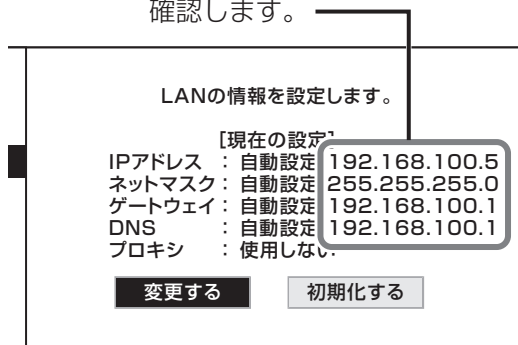 確認します。
LANの情報を設定します。
[現在の設定]
IPアドレス : 自動設定 192.168.100.5
ネットマスク : 自動設定 255.255.255.0
ゲートウェイ : 自動設定 192.168.100.1
DNS : 自動設定 192.168.100.1
プロキシ : 使用しない
変更する 初期化する